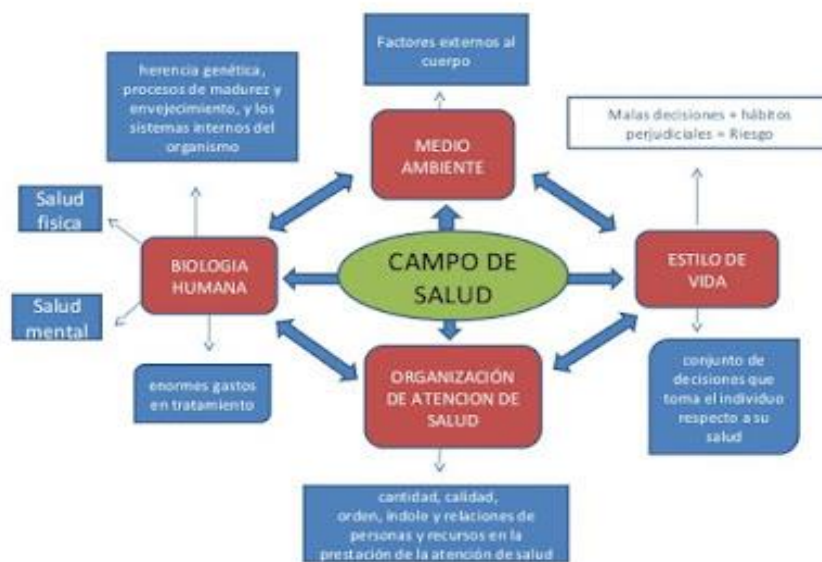 Factores externos al
cuerpo
herencia genética,
procesos de madurez y
envejecimiento, y los
sistemas internos del
organismo
Malas decisiones + hábitos
perjudiciales = Riesgo
MEDIO
AMBIENTE
Salud
fisica
BIOLOGIA
HUMANA
CAMPO DE
SALUD
ESTILO DE
VIDA
Salud
mental
enormes gastos
en tratamiento
ORGANIZACIÓN
DE ATENCION DE
SALUD
conjunto de
decisiones que
toma el individuo
respecto a su
salud
cantidad, calidad,
orden, índole y relaciones de
personas y recursos en la
prestación de la atención de salud